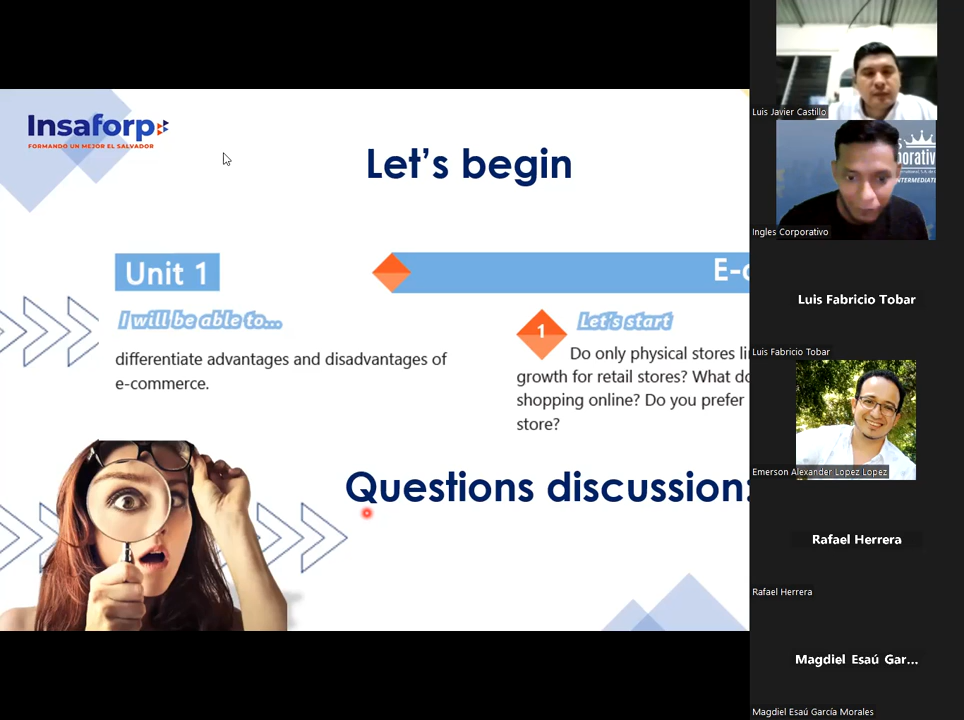 Insaforp
FORMANDO UN MEJOR EL SALVADOR
Let's begin
Unit 1
I will be able to...
differentiate advantages and disadvantages of
e-commerce.
E-c
1
Let's start
Do only physical stores li
growth for retail stores? What do
shopping online? Do you prefer
store?
Questions discussion:
Luis Javier Castillo
INTERMEDIATE
Ingles Corporativo
Luis Fabricio Tobar
Luis Fabricio Tobar
Emerson Alexander Lopez Lopez
Rafael Herrera
Rafael Herrera
Magdiel Esaú Gar...
Magdiel Esaú García Morales